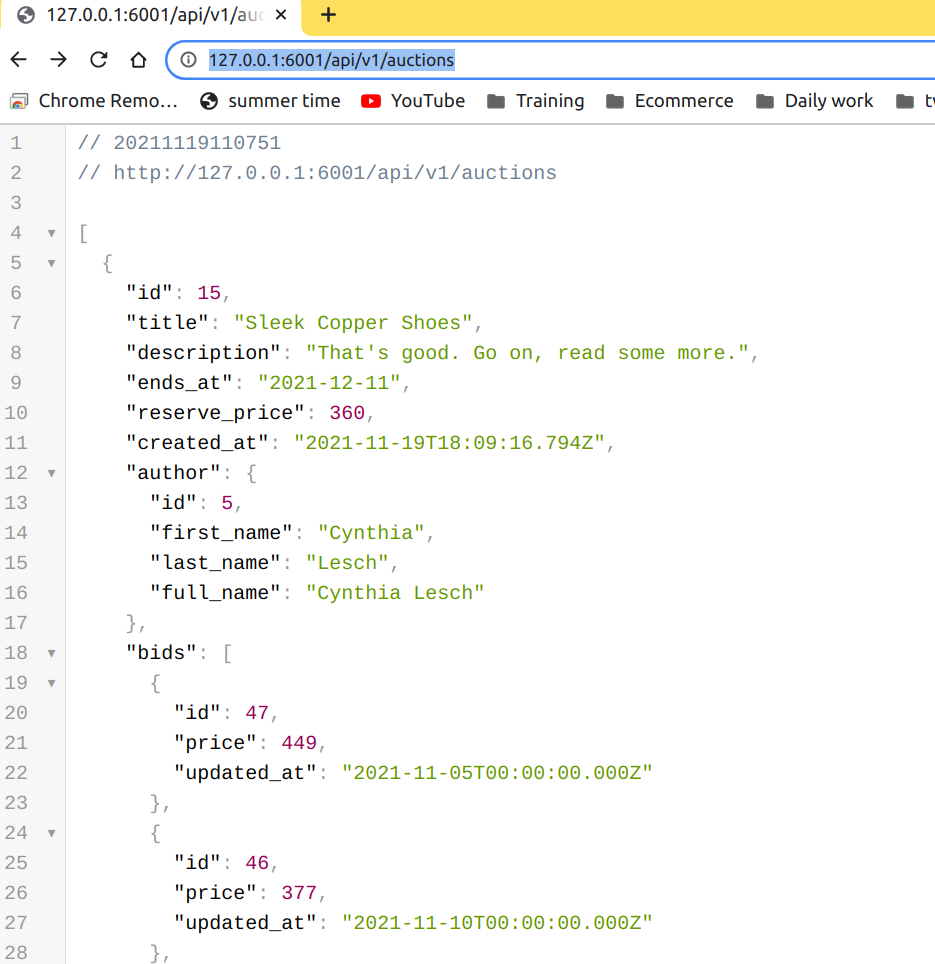 127.0.0.1:6001/api/v1/auc
127.0.0.1:6001/api/v1/auctions
Chrome Remo... summer time YouTube Training Ecommerce Daily work
1 // 20211119110751
2 // http://127.0.0.1:6001/api/v1/auctions
3
4 [
5 {
6 "id": 15,
7 "title": "Sleek Copper Shoes",
8 "description": "That's good. Go on, read some more.",
9 "ends_at": "2021-12-11",
10 "reserve_price": 360,
11 "created_at": "2021-11-19T18:09:16.794Z",
12 "author": {
13 "id": 5,
14 "first_name": "Cynthia",
15 "last_name": "Lesch",
16 "full_name": "Cynthia Lesch"
17 },
18 "bids": [
19 {
20 "id": 47,
21 "price": 449,
22 "updated_at": "2021-11-05T00:00:00.000Z"
23 },
24 {
25 "id": 46,
26 "price": 377,
27 "updated_at": "2021-11-10T00:00:00.000Z"
28 },